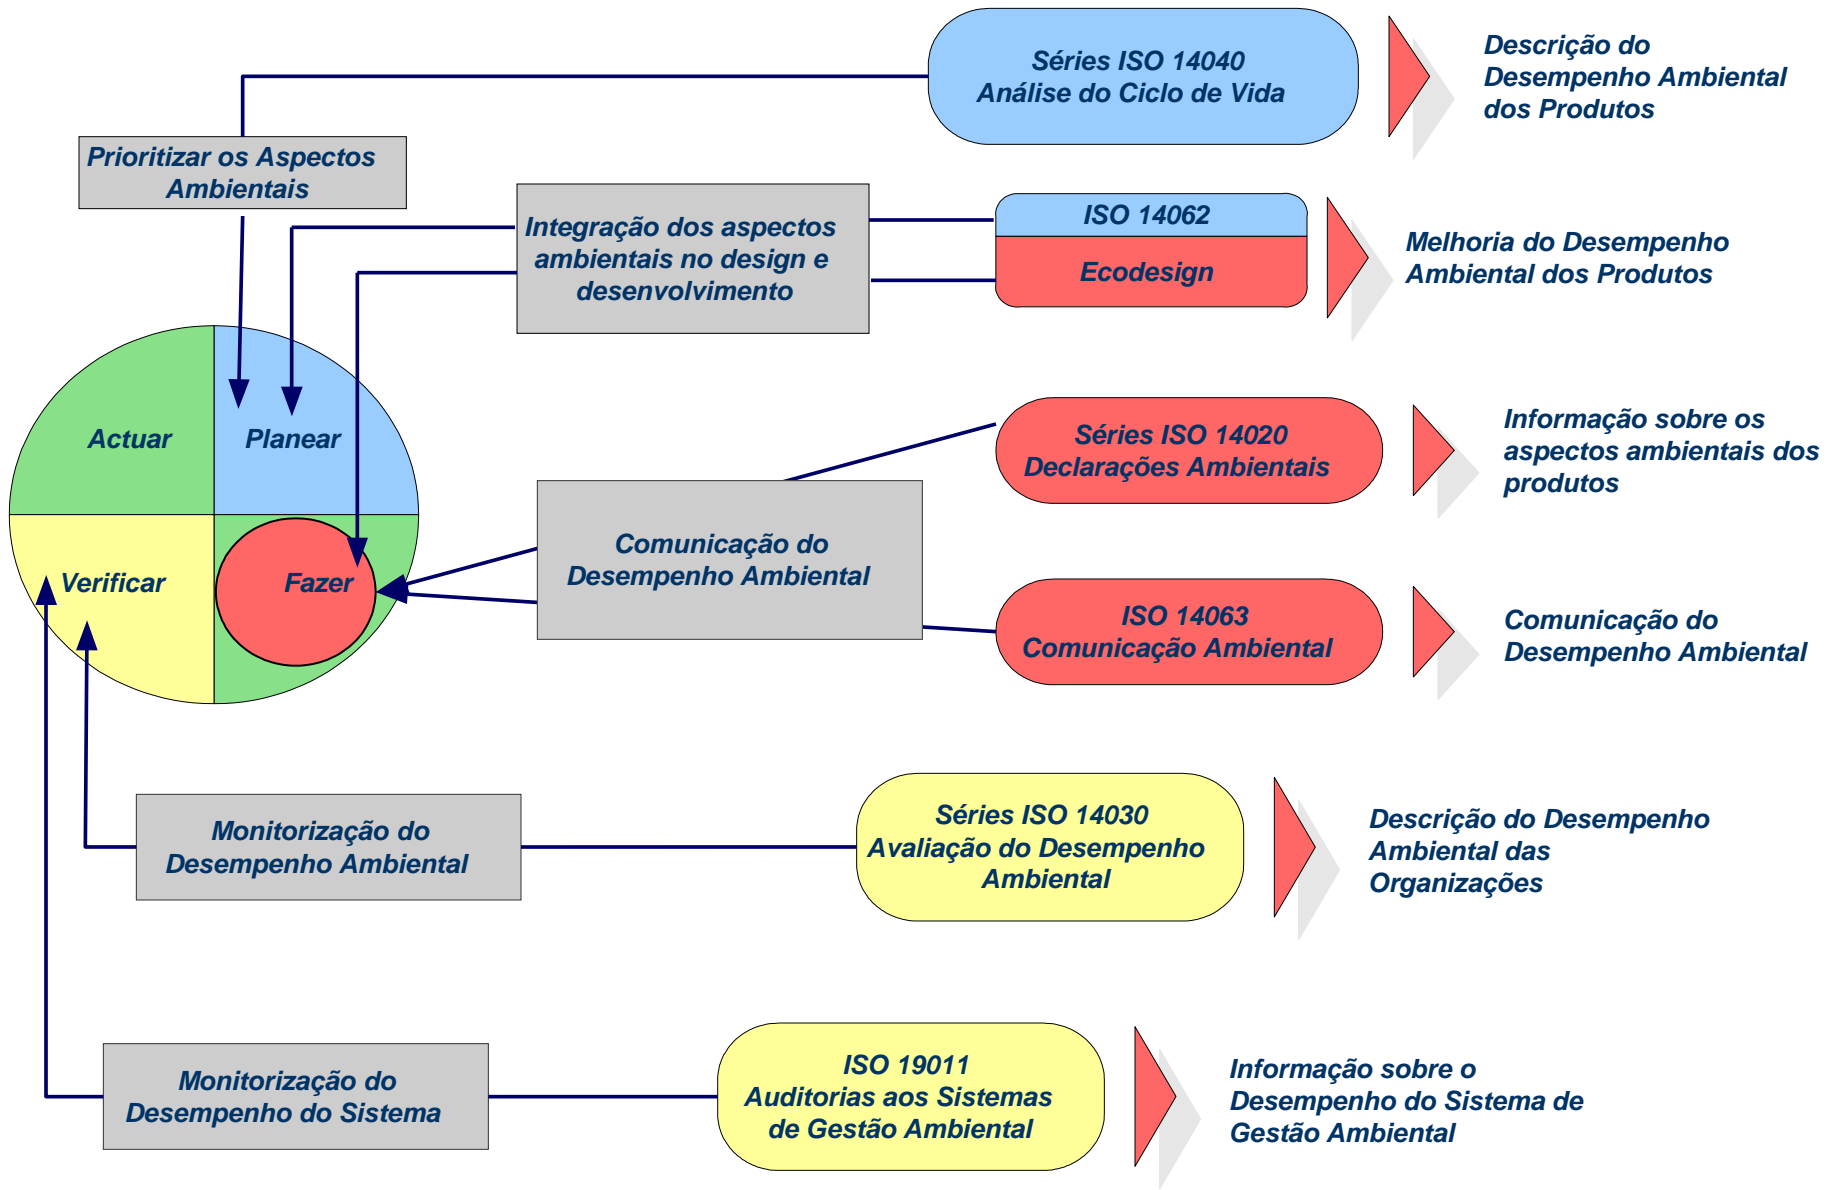 Séries ISO 14040
Análise do Ciclo de Vida
Descrição do
Desempenho Ambiental
dos Produtos
Prioritizar os Aspectos
Ambientais
Integração dos aspectos
ambientais no design e
desenvolvimento
ISO 14062
Ecodesign
Melhoria do Desempenho
Ambiental dos Produtos
Actuar
Planear
Verificar
Fazer
Séries ISO 14020
Declarações Ambientais
Informação sobre os
aspectos ambientais dos
produtos
Comunicação do
Desempenho Ambiental
ISO 14063
Comunicação Ambiental
Comunicação do
Desempenho Ambiental
Monitorização do
Desempenho Ambiental
Séries ISO 14030
Avaliação do Desempenho
Ambiental
Descrição do Desempenho
Ambiental das
Organizações
Monitorização do
Desempenho do Sistema
ISO 19011
Auditorias aos Sistemas
de Gestão Ambiental
Informação sobre o
Desempenho do Sistema de
Gestão Ambiental